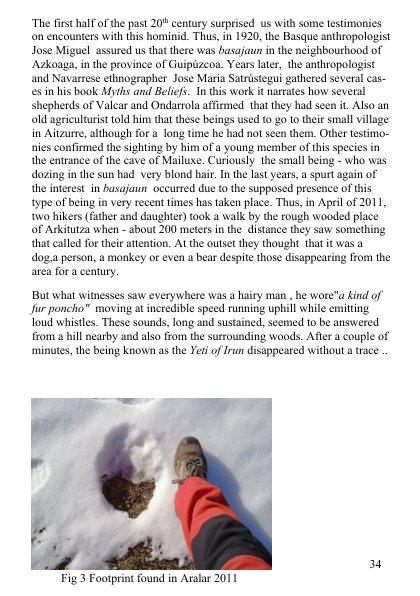 The first half of the past 20th century surprised us with some testimonies
on encounters with this hominid. Thus, in 1920, the Basque anthropologist
Jose Miguel assured us that there was basajaun in the neighbourhood of
Azkoaga, in the province of Guipúzcoa. Years later, the anthropologist
and Navarrese ethnographer Jose Maria Satrústegui gathered several cas-
es in his book Myths and Beliefs. In this work it narrates how several
shepherds of Valcar and Ondarrola affirmed that they had seen it. Also an
old agriculturist told him that these beings used to go to their small village
in Aitzurre, although for a long time he had not seen them. Other testimo-
nies confirmed the sighting by him of a young member of this species in
the entrance of the cave of Mailuxe. Curiously the small being - who was
dozing in the sun had very blond hair. In the last years, a spurt again of
the interest in basajaun occurred due to the supposed presence of this
type of being in very recent times has taken place. Thus, in April of 2011,
two hikers (father and daughter) took a walk by the rough wooded place
of Arkitutza when - about 200 meters in the distance they saw something
that called for their attention. At the outset they thought that it was a
dog,a person, a monkey or even a bear despite those disappearing from the
area for a century.
But what witnesses saw everywhere was a hairy man , he wore"a kind of
fur poncho" moving at incredible speed running uphill while emitting
loud whistles. These sounds, long and sustained, seemed to be answered
from a hill nearby and also from the surrounding woods. After a couple of
minutes, the being known as the Yeti of Irun disappeared without a trace ..
34
Fig 3 Footprint found in Aralar 2011